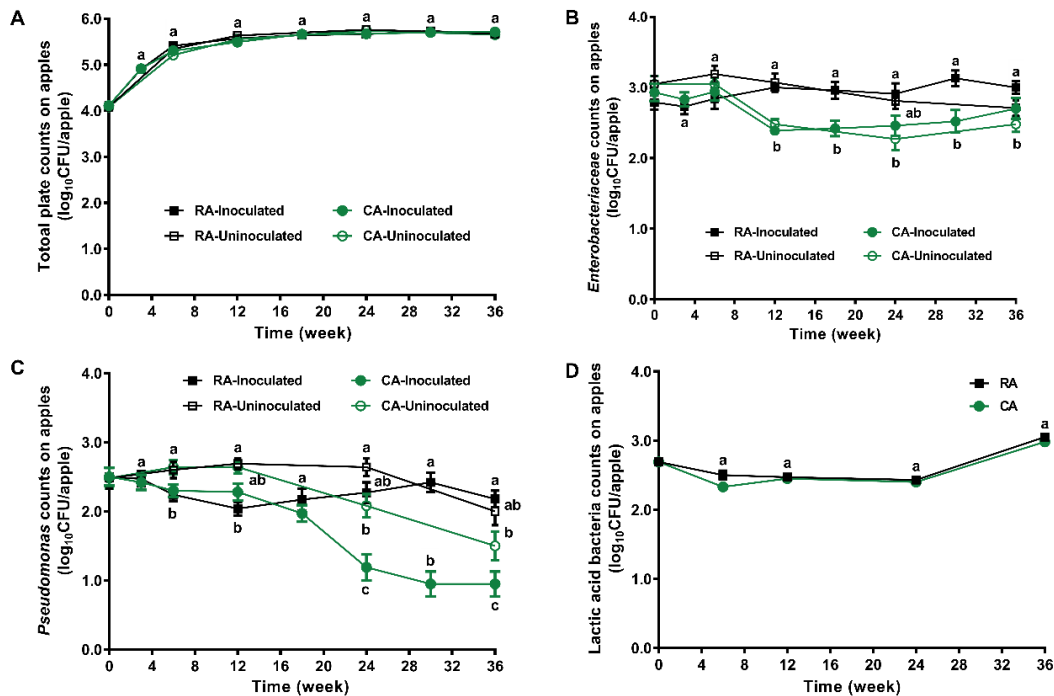 A
Totoal plate counts on apples
(log10CFU/apple)
6.0
5.0
4.0
3.0
2.0
1.0
0.0
a
a
a
a
a
a
a
RA-Inoculated
CA-Inoculated
RA-Uninoculated
CA-Uninoculated
0 4 8 12 16 20 24 28 32 36
Time (week)
B
Enterobacteriaceae counts on apples
(log10CFU/apple)
4.0
3.0
2.0
1.0
0.0
a
a
a
a
a
a
a
ab
b
b
b
b
b
RA-Inoculated
CA-Inoculated
RA-Uninoculated
CA-Uninoculated
0 4 8 12 16 20 24 28 32 36
Time (week)
C
Pseudomonas counts on apples
(log10CFU/apple)
4.0
3.0
2.0
1.0
0.0
RA-Inoculated
CA-Inoculated
RA-Uninoculated
CA-Uninoculated
a
a
a
a
a
a
a
ab
ab
ab
b
b
b
b
b
c
c
0 4 8 12 16 20 24 28 32 36
Time (week)
D
Lactic acid bacteria counts on apples
(log10CFU/apple)
4.0
3.0
2.0
1.0
0.0
RA
CA
a
a
a
a
0 4 8 12 16 20 24 28 32 36
Time (week)